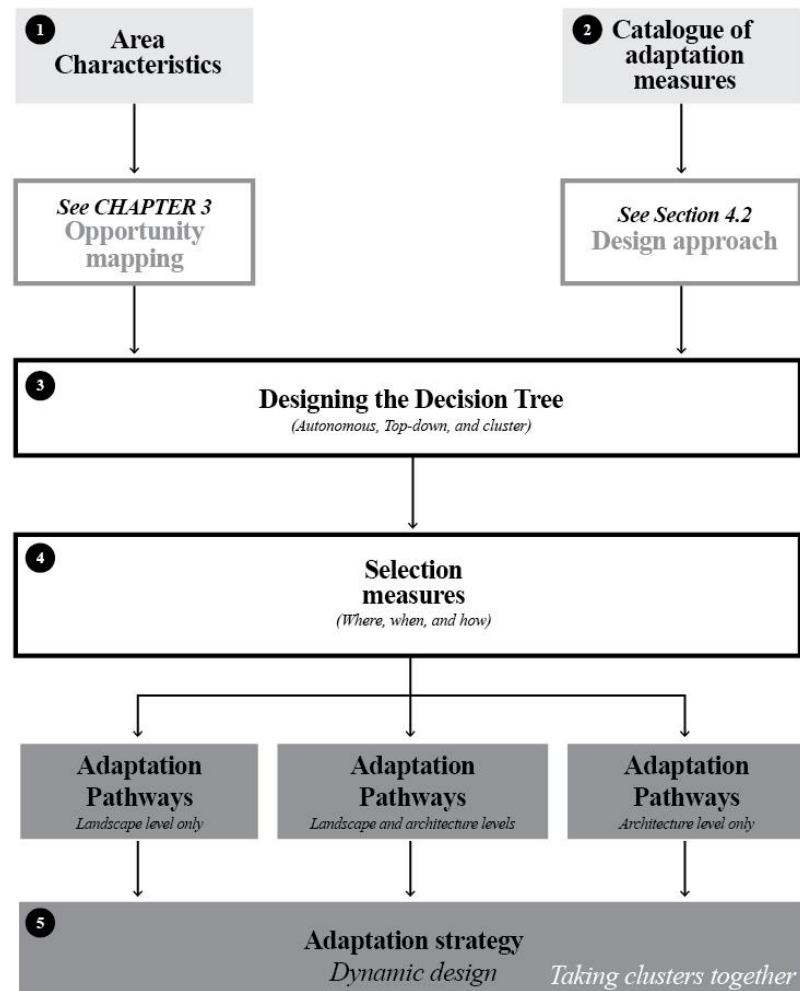 1
Area
Characteristics
2
Catalogue of
adaptation
measures
See CHAPTER 3
Opportunity
mapping
See Section 4.2
Design approach
3
Designing the Decision Tree
(Autonomous, Top-down, and cluster)
4
Selection
measures
(Where, when, and how)
Adaptation
Pathways
Landscape level only
Adaptation
Pathways
Landscape and architecture levels
Adaptation
Pathways
Architecture level only
5
Adaptation strategy
Dynamic design
Taking clusters together